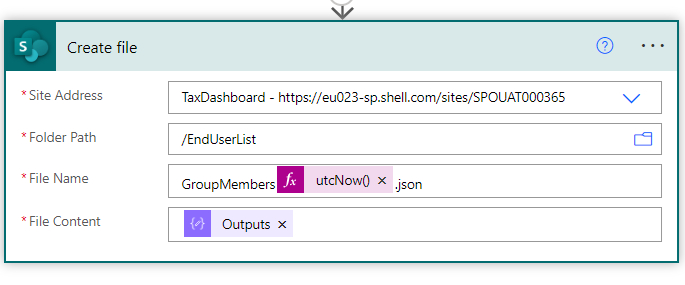 Create file
* Site Address
TaxDashboard - https://eu023-sp.shell.com/sites/SPOUAT000365
* Folder Path
/EndUserList
* File Name
GroupMembers fx utcNow() × .json
* File Content
Outputs ×